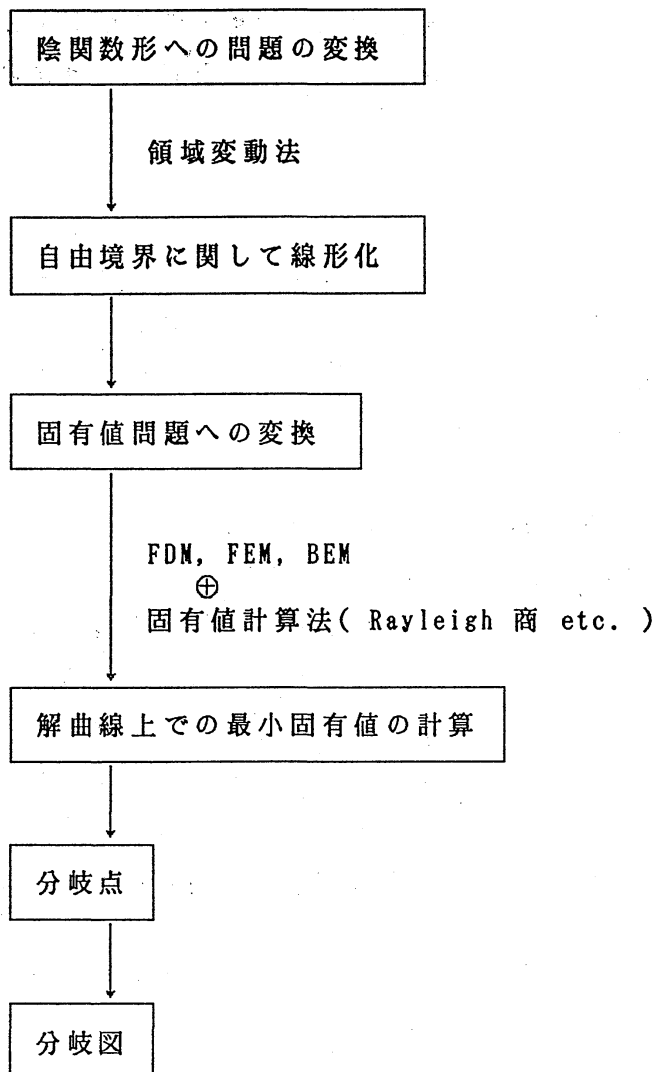 陰関数形への問題の変換
領域変動法
自由境界に関して線形化
固有値問題への変換
FDM, FEM, BEM
⊕
固有値計算法( Rayleigh 商 etc. )
解曲線上での最小固有値の計算
分岐点
分岐図